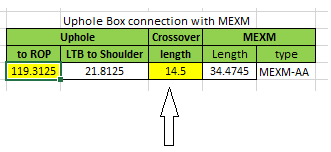 Uphole Box connection with MEXM
Uphole Crossover MEXM
to ROP LTB to Shoulder length Length type
119.3125 21.8125 14.5 34.4745 MEXM-AA